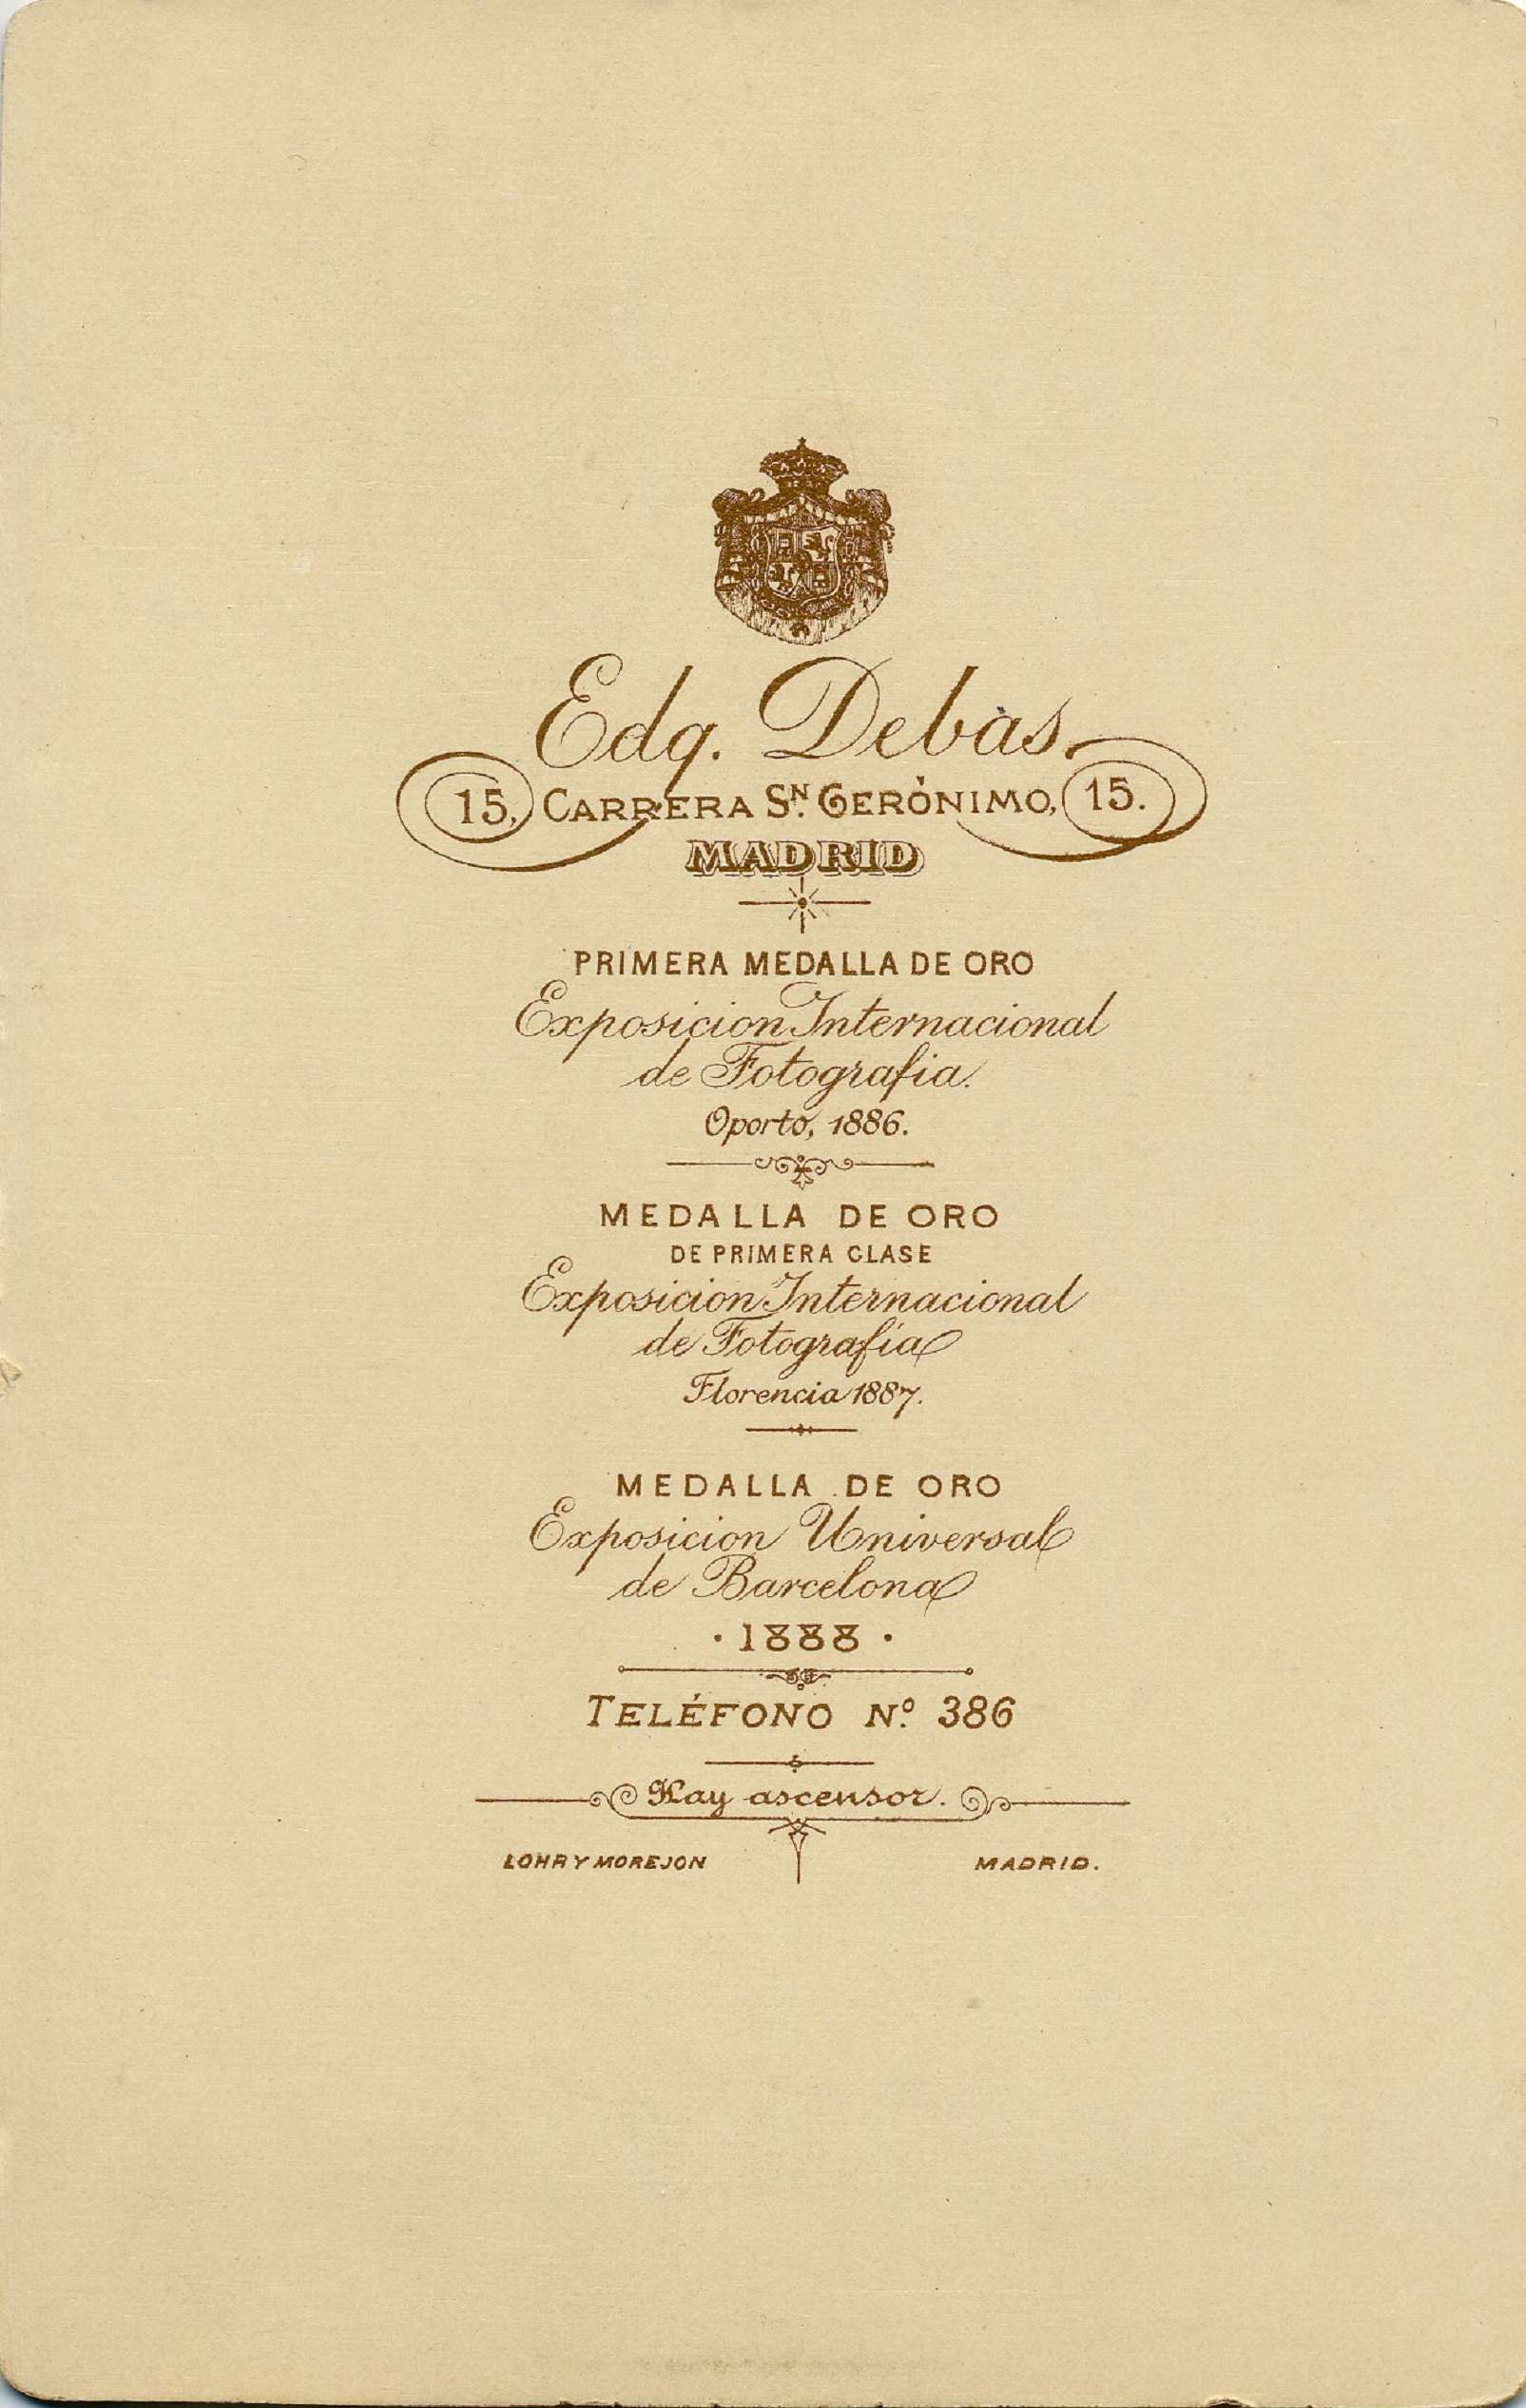 Edg. Debas
15, CARRERA SN. GERÓNIMO, 15.
MADRID
PRIMERA MEDALLA DE ORO
Exposicion Internacional
de Fotografia.
Oporto, 1886.
MEDALLA DE ORO
DE PRIMERA CLASE
Exposicion Internacional
de Fotografía
Florencia 1887.
MEDALLA DE ORO
Exposicion Universal
de Barcelona
· 1888 ·
TELÉFONO Nº. 386
Hay ascensor.
LOHR Y MOREJON MADRID.